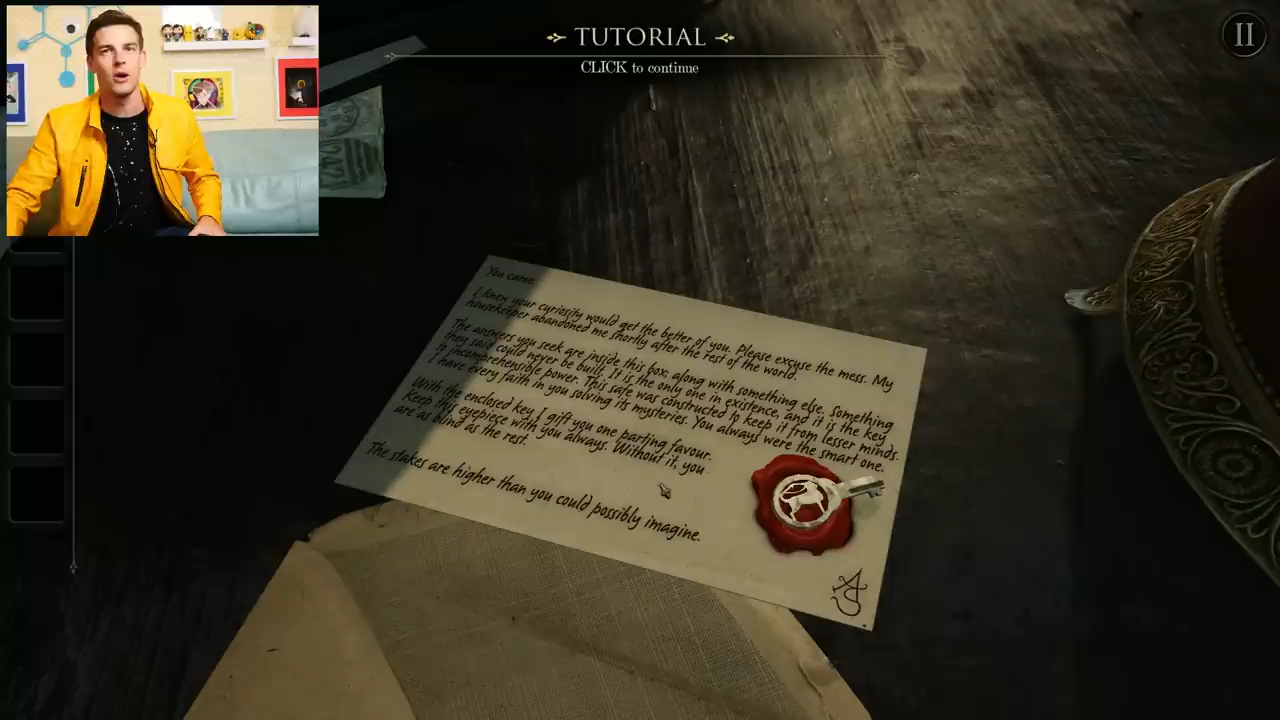 TUTORIAL
CLICK to continue
You came.
I knew your curiosity would get the better of you. Please excuse the mess. My
housekeeper abandoned me shortly after the rest of the world.
The answers you seek are inside this box: along with something else. Something
they said could never be built. It is the only one in existence, and it is the key
to incomprehensible power. This safe was constructed to keep it from lesser minds.
I have every faith in you solving its mysteries. You always were the smart one.
With the enclosed key I gift you one parting favour.
Keep this eyepiece with you always. Without it, you
are as blind as the rest.
The stakes are higher than you could possibly imagine.